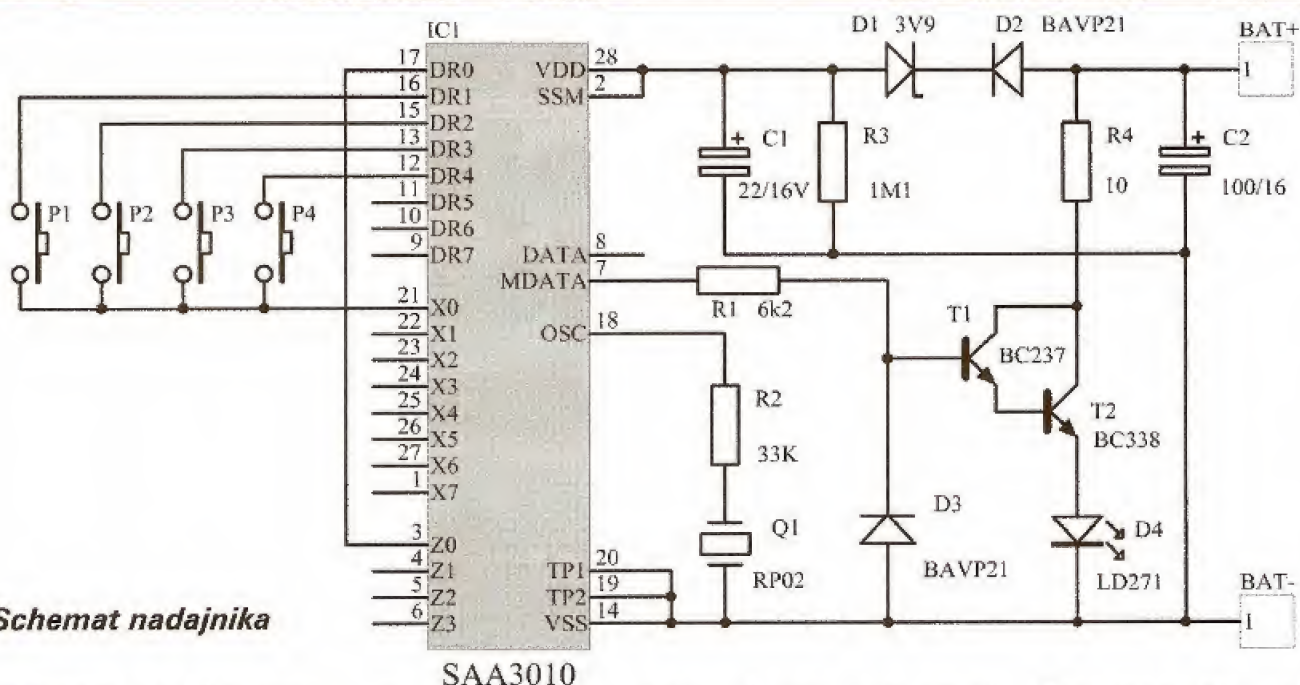 IC1
D1 3V9
D2 BAVP21
BAT+
1
17 DR0
16 DR1
15 DR2
13 DR3
12 DR4
11 DR5
10 DR6
9 DR7
VDD 28
SSM 2
C1
22/16V
R3
1M1
R4
10
C2
100/16
P1
P2
P3
P4
DATA 8
MDATA 7
R1 6k2
21 X0
22 X1
23 X2
24 X3
25 X4
26 X5
27 X6
1 X7
OSC 18
T1
BC237
R2
33K
T2
BC338
3 Z0
4 Z1
5 Z2
6 Z3
Q1
RP02
D3
BAVP21
D4
LD271
TP1 20
TP2 19
VSS 14
BAT-
1
Schemat nadajnika
SAA3010